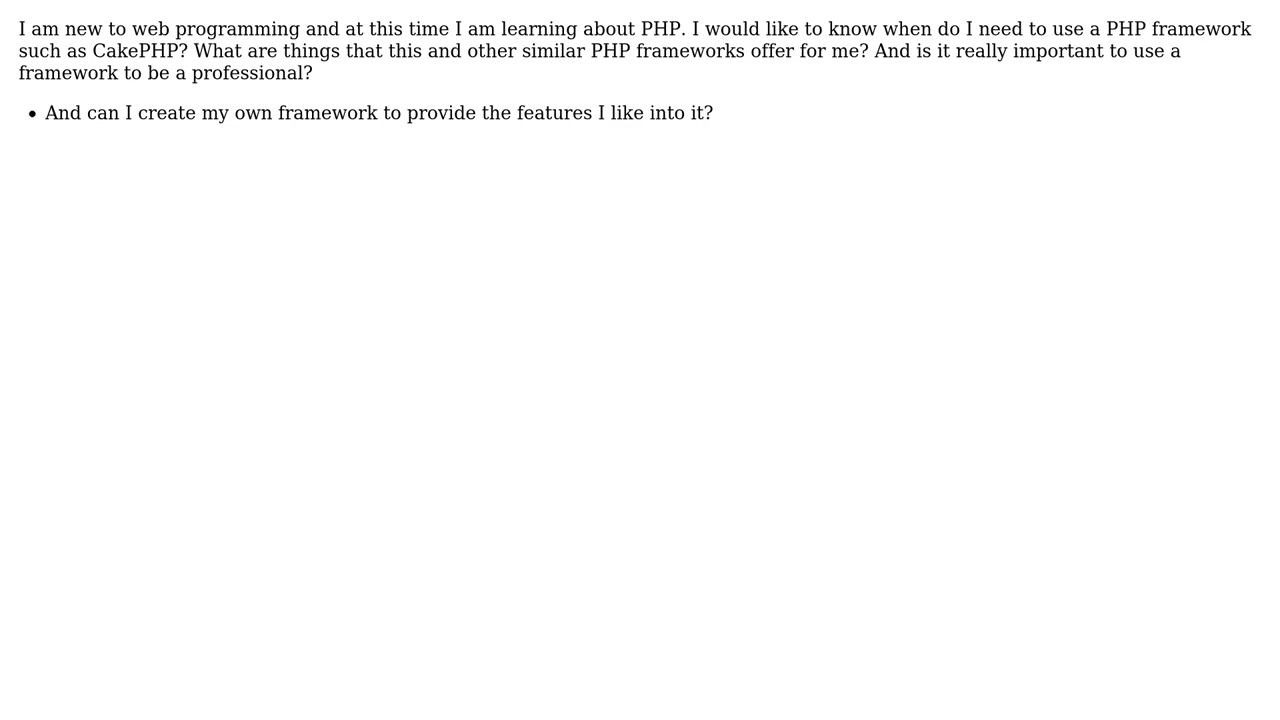 I am new to web programming and at this time I am learning about PHP. I would like to know when do I need to use a PHP framework
such as CakePHP? What are things that this and other similar PHP frameworks offer for me? And is it really important to use a
framework to be a professional?
• And can I create my own framework to provide the features I like into it?